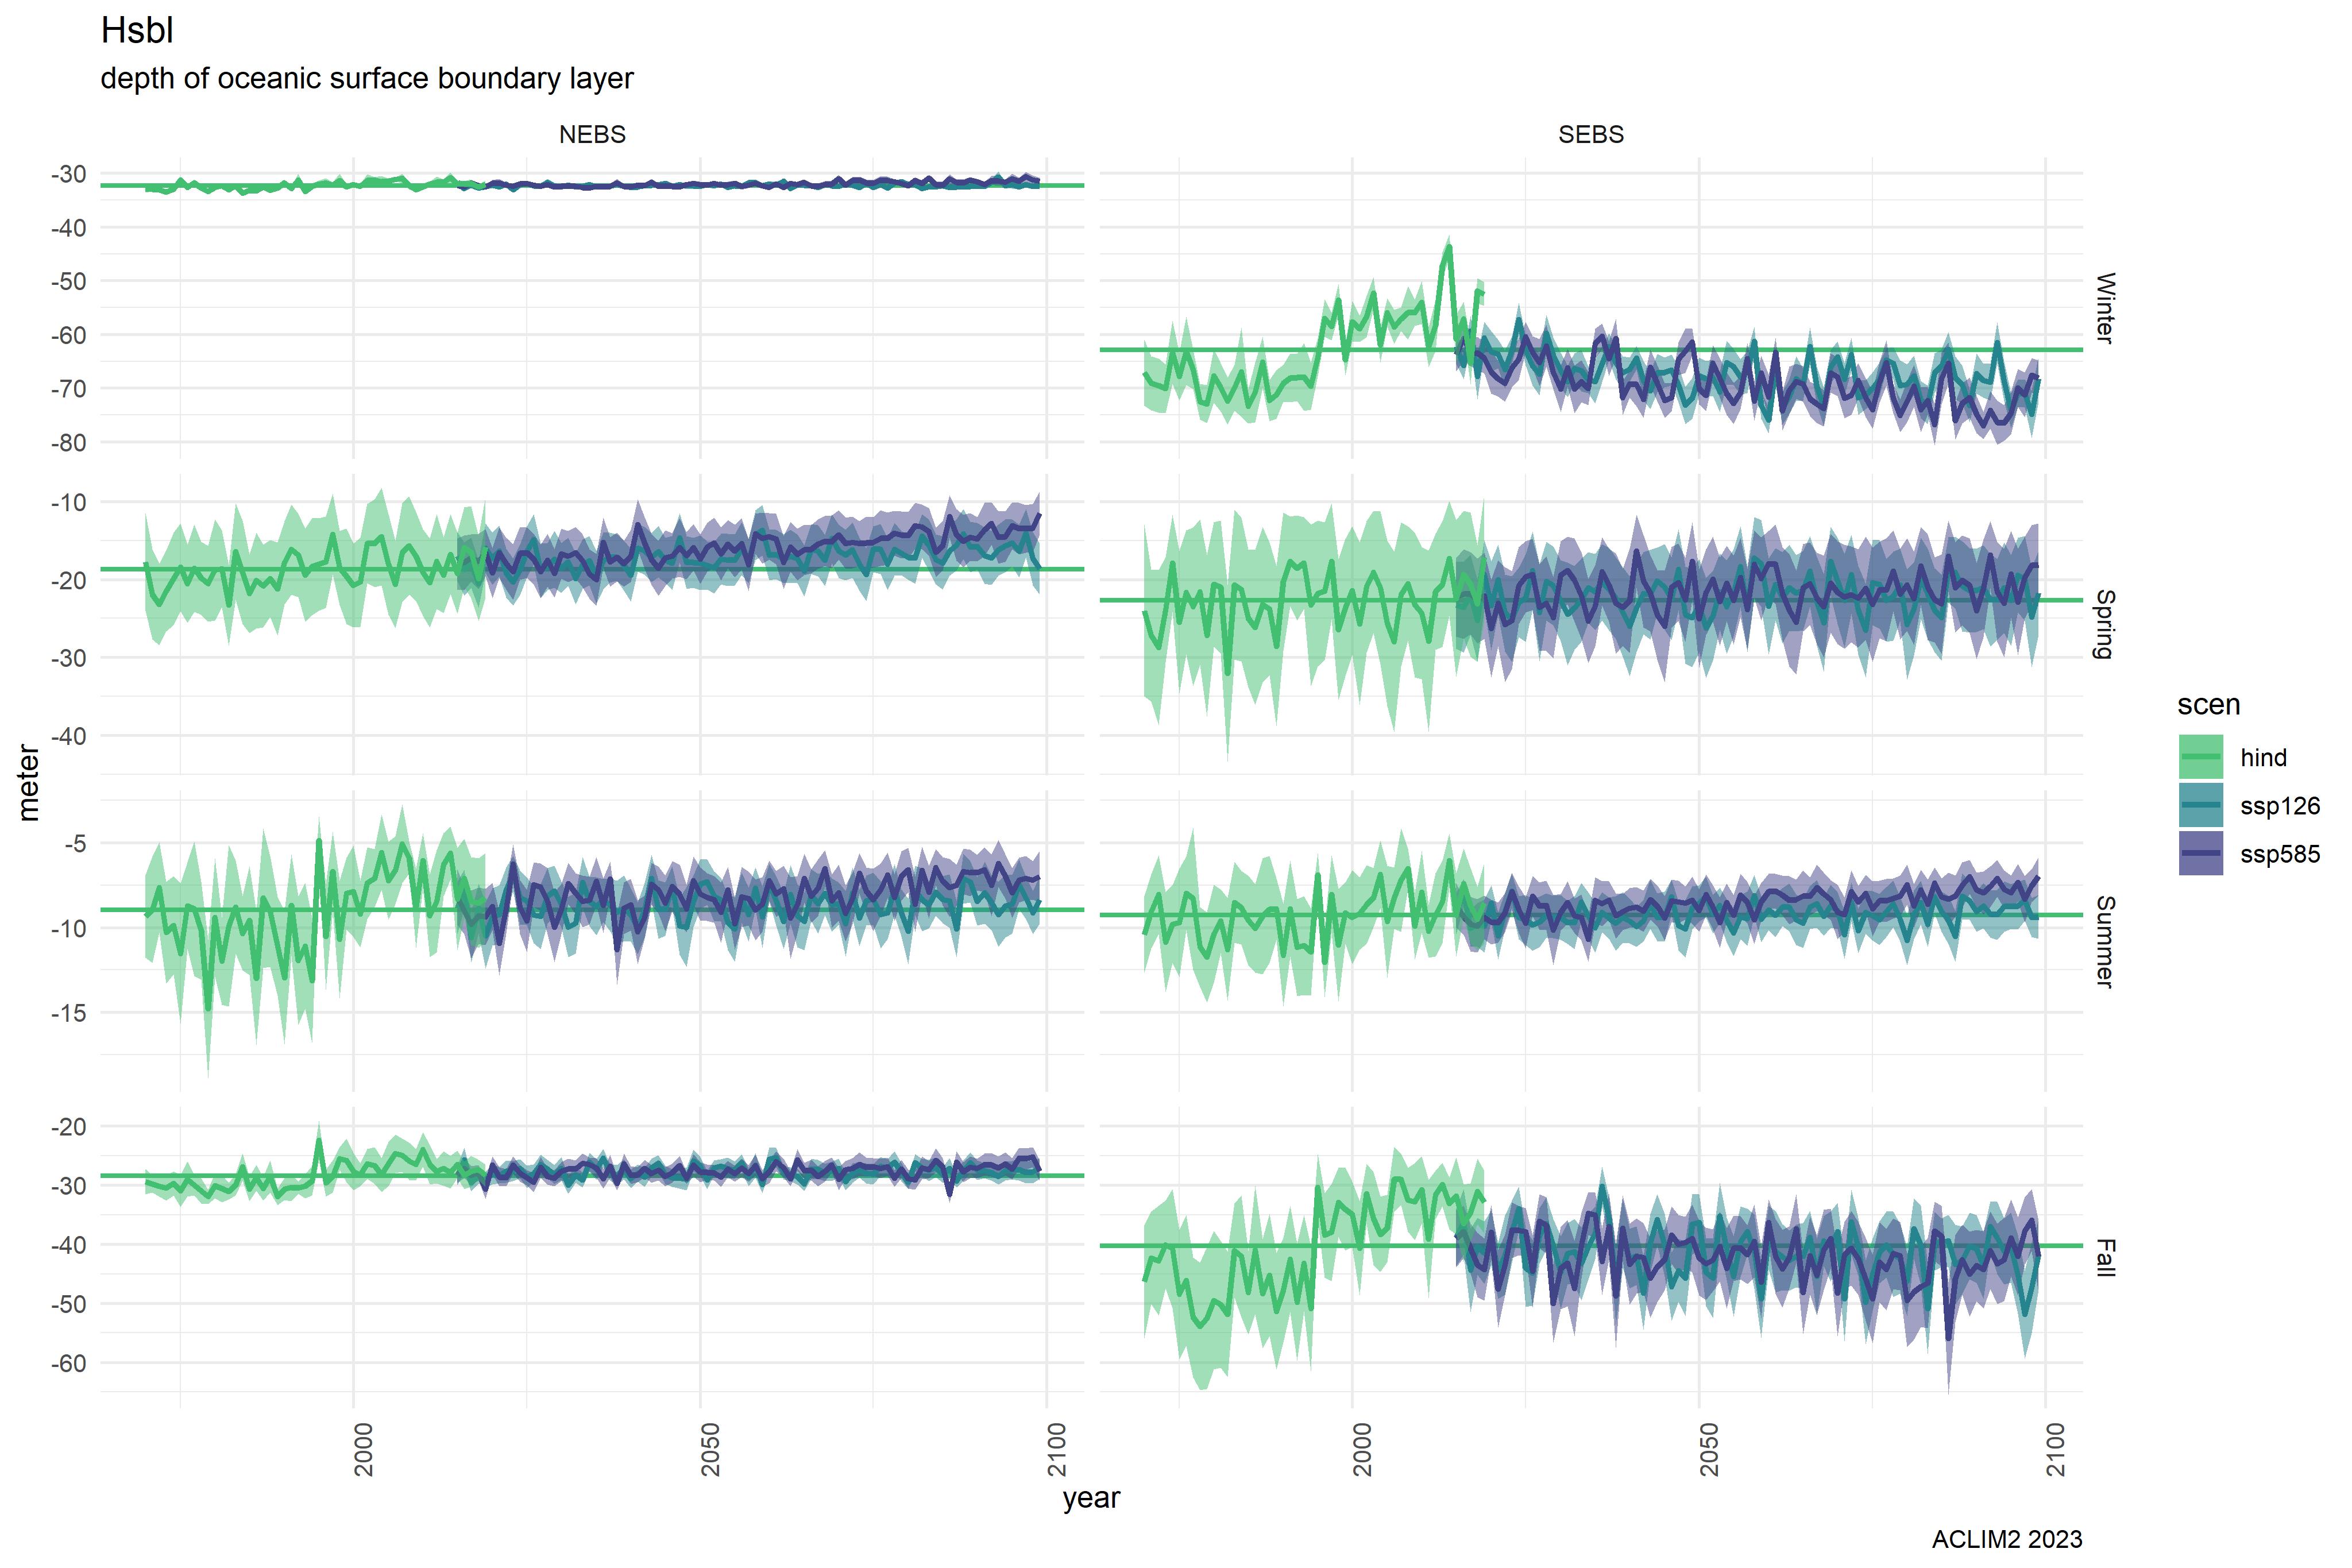 Hsbl
depth of oceanic surface boundary layer
NEBS
SEBS
-30
-40
-50
-60
-70
-80
Winter
-10
-20
-30
-40
Spring
-5
-10
-15
Summer
-20
-30
-40
-50
-60
Fall
meter
2000
2050
2100
2000
2050
2100
year
scen
hind
ssp126
ssp585
ACLIM2 2023